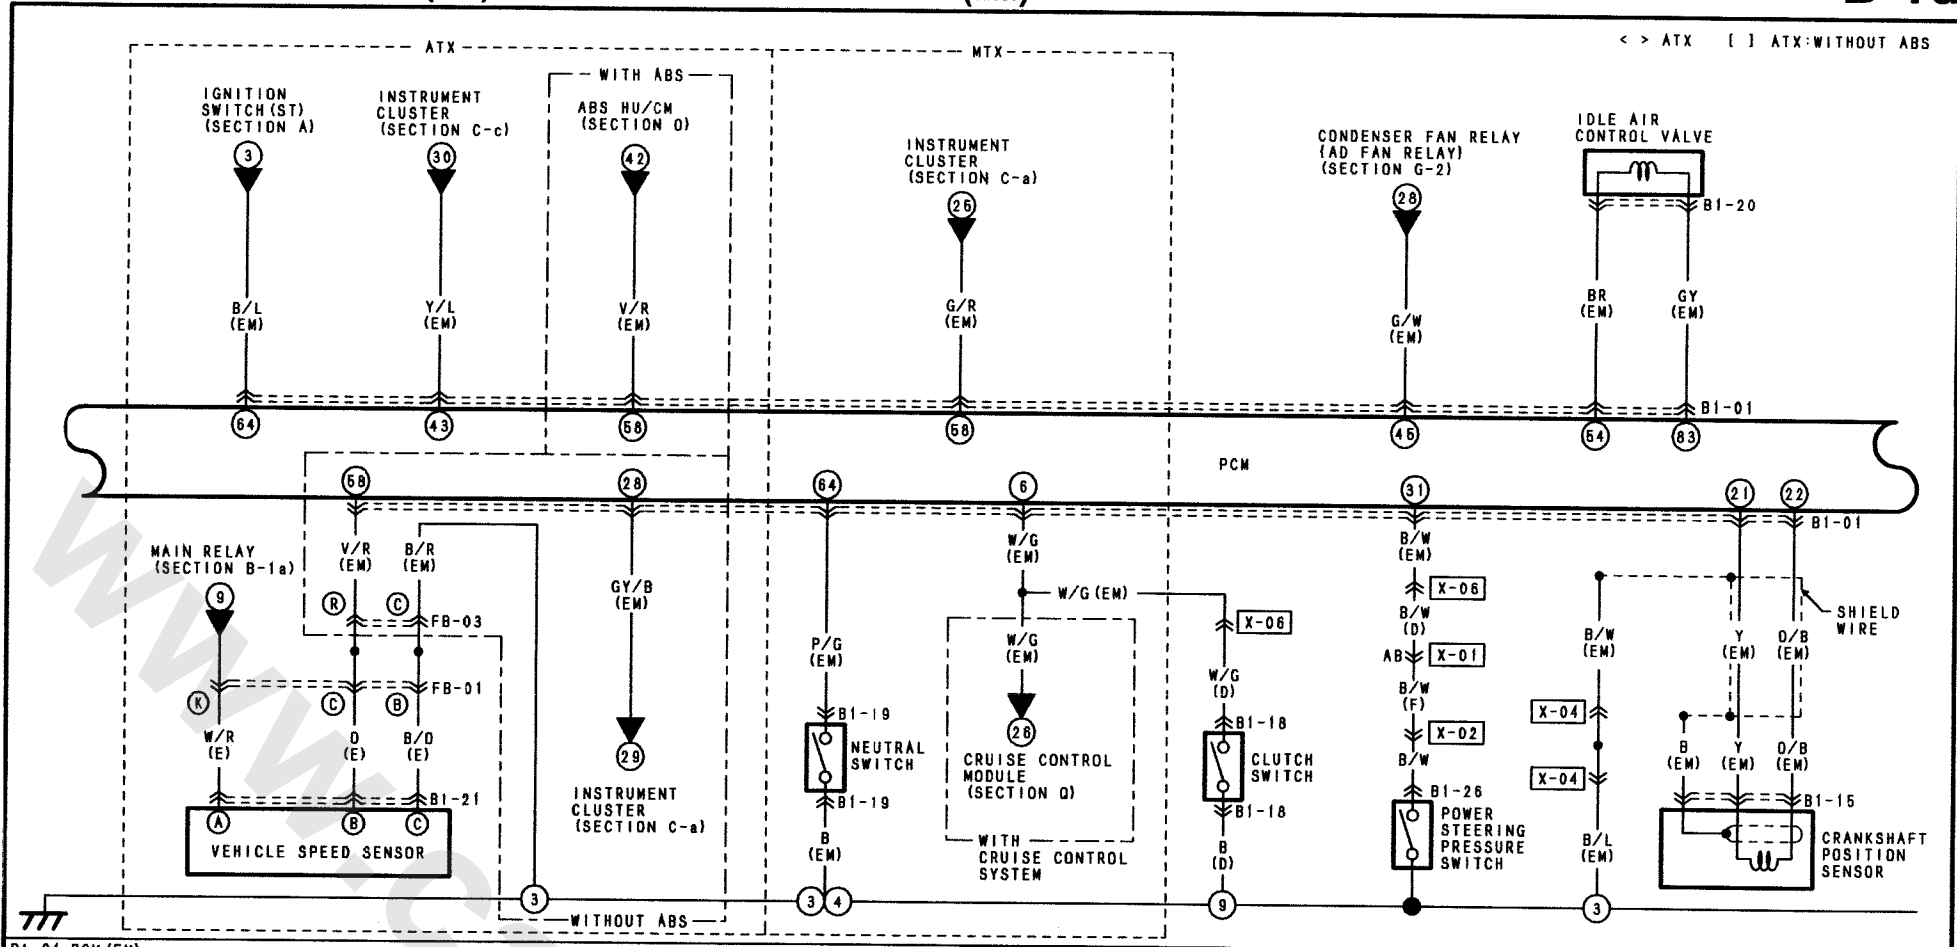 < > ATX [ ] ATX:WITHOUT ABS
ATX
MTX
WITH ABS
IGNITION
SWITCH(ST)
(SECTION A)
3
B/L
(EM)
64
INSTRUMENT
CLUSTER
(SECTION C-c)
30
Y/L
(EM)
43
ABS HU/CM
(SECTION O)
42
V/R
(EM)
58
INSTRUMENT
CLUSTER
(SECTION C-a)
26
G/R
(EM)
58
CONDENSER FAN RELAY
(AD FAN RELAY)
(SECTION G-2)
28
G/W
(EM)
45
IDLE AIR
CONTROL VALVE
B1-20
BR
(EM)
GY
(EM)
B1-01
54
83
PCM
58
28
64
6
31
21
22
B1-01
MAIN RELAY
(SECTION B-1a)
9
V/R
(EM)
B/R
(EM)
R
C
FB-03
FB-01
K
C
B
W/R
(E)
O
(E)
B/O
(E)
B1-21
A
B
C
VEHICLE SPEED SENSOR
GY/B
(EM)
29
INSTRUMENT
CLUSTER
(SECTION C-a)
WITHOUT ABS
3
P/G
(EM)
B1-19
NEUTRAL
SWITCH
B1-19
B
(EM)
3
4
W/G
(EM)
W/G(EM)
W/G
(EM)
26
CRUISE CONTROL
MODULE
(SECTION Q)
WITH
CRUISE CONTROL
SYSTEM
X-06
W/G
(D)
B1-18
CLUTCH
SWITCH
B1-18
B
(D)
9
B/W
(EM)
X-06
B/W
(D)
AB
X-01
B/W
(F)
X-02
B/W
B1-26
POWER
STEERING
PRESSURE
SWITCH
B/W
(EM)
X-04
X-04
B/L
(EM)
3
SHIELD
WIRE
Y
(EM)
O/B
(EM)
B
(EM)
Y
(EM)
O/B
(EM)
B1-15
CRANKSHAFT
POSITION
SENSOR
www.c